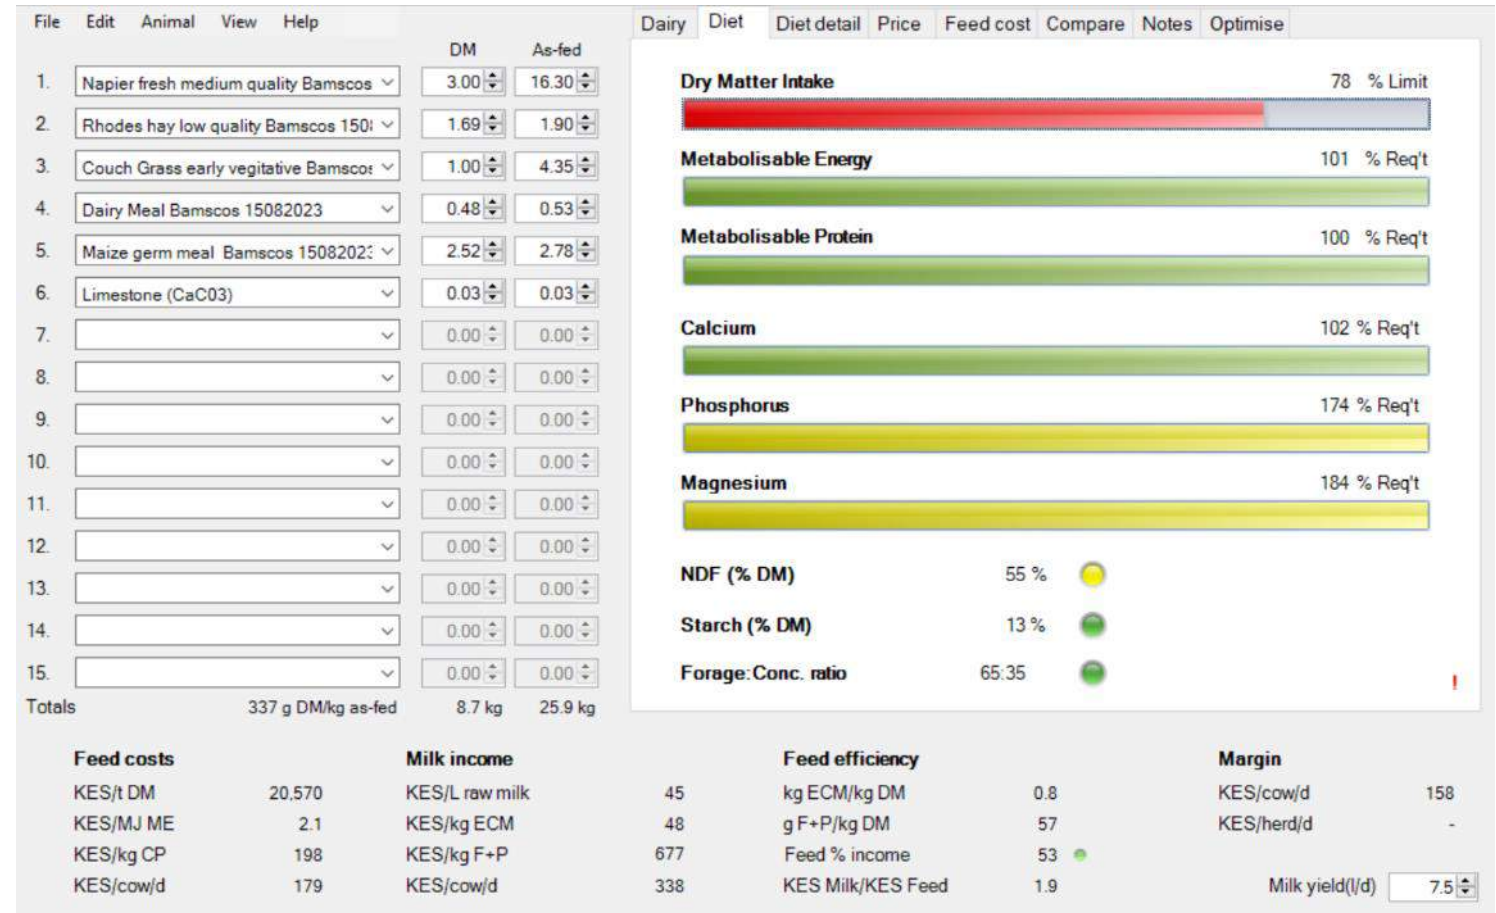 File Edit Animal View Help
Dairy Diet Diet detail Price Feed cost Compare Notes Optimise
DM As-fed
1. Napier fresh medium quality Bamscos 3.00 16.30
2. Rhodes hay low quality Bamscos 150 1.69 1.90
3. Couch Grass early vegitative Bamscos 1.00 4.35
4. Dairy Meal Bamscos 15082023 0.48 0.53
5. Maize germ meal Bamscos 15082023 2.52 2.78
6. Limestone (CaC03) 0.03 0.03
7. 0.00 0.00
8. 0.00 0.00
9. 0.00 0.00
10. 0.00 0.00
11. 0.00 0.00
12. 0.00 0.00
13. 0.00 0.00
14. 0.00 0.00
15. 0.00 0.00
Totals 337 g DM/kg as-fed 8.7 kg 25.9 kg
Dry Matter Intake 78 % Limit
Metabolisable Energy 101 % Req't
Metabolisable Protein 100 % Req't
Calcium 102 % Req't
Phosphorus 174 % Req't
Magnesium 184 % Req't
NDF (% DM) 55 %
Starch (% DM) 13 %
Forage:Conc. ratio 65:35
!
Feed costs Milk income Feed efficiency Margin
KES/t DM 20,570 KES/L raw milk 45 kg ECM/kg DM 0.8 KES/cow/d 158
KES/MJ ME 2.1 KES/kg ECM 48 g F+P/kg DM 57 KES/herd/d -
KES/kg CP 198 KES/kg F+P 677 Feed % income 53
KES/cow/d 179 KES/cow/d 338 KES Milk/KES Feed 1.9 Milk yield(l/d) 7.5